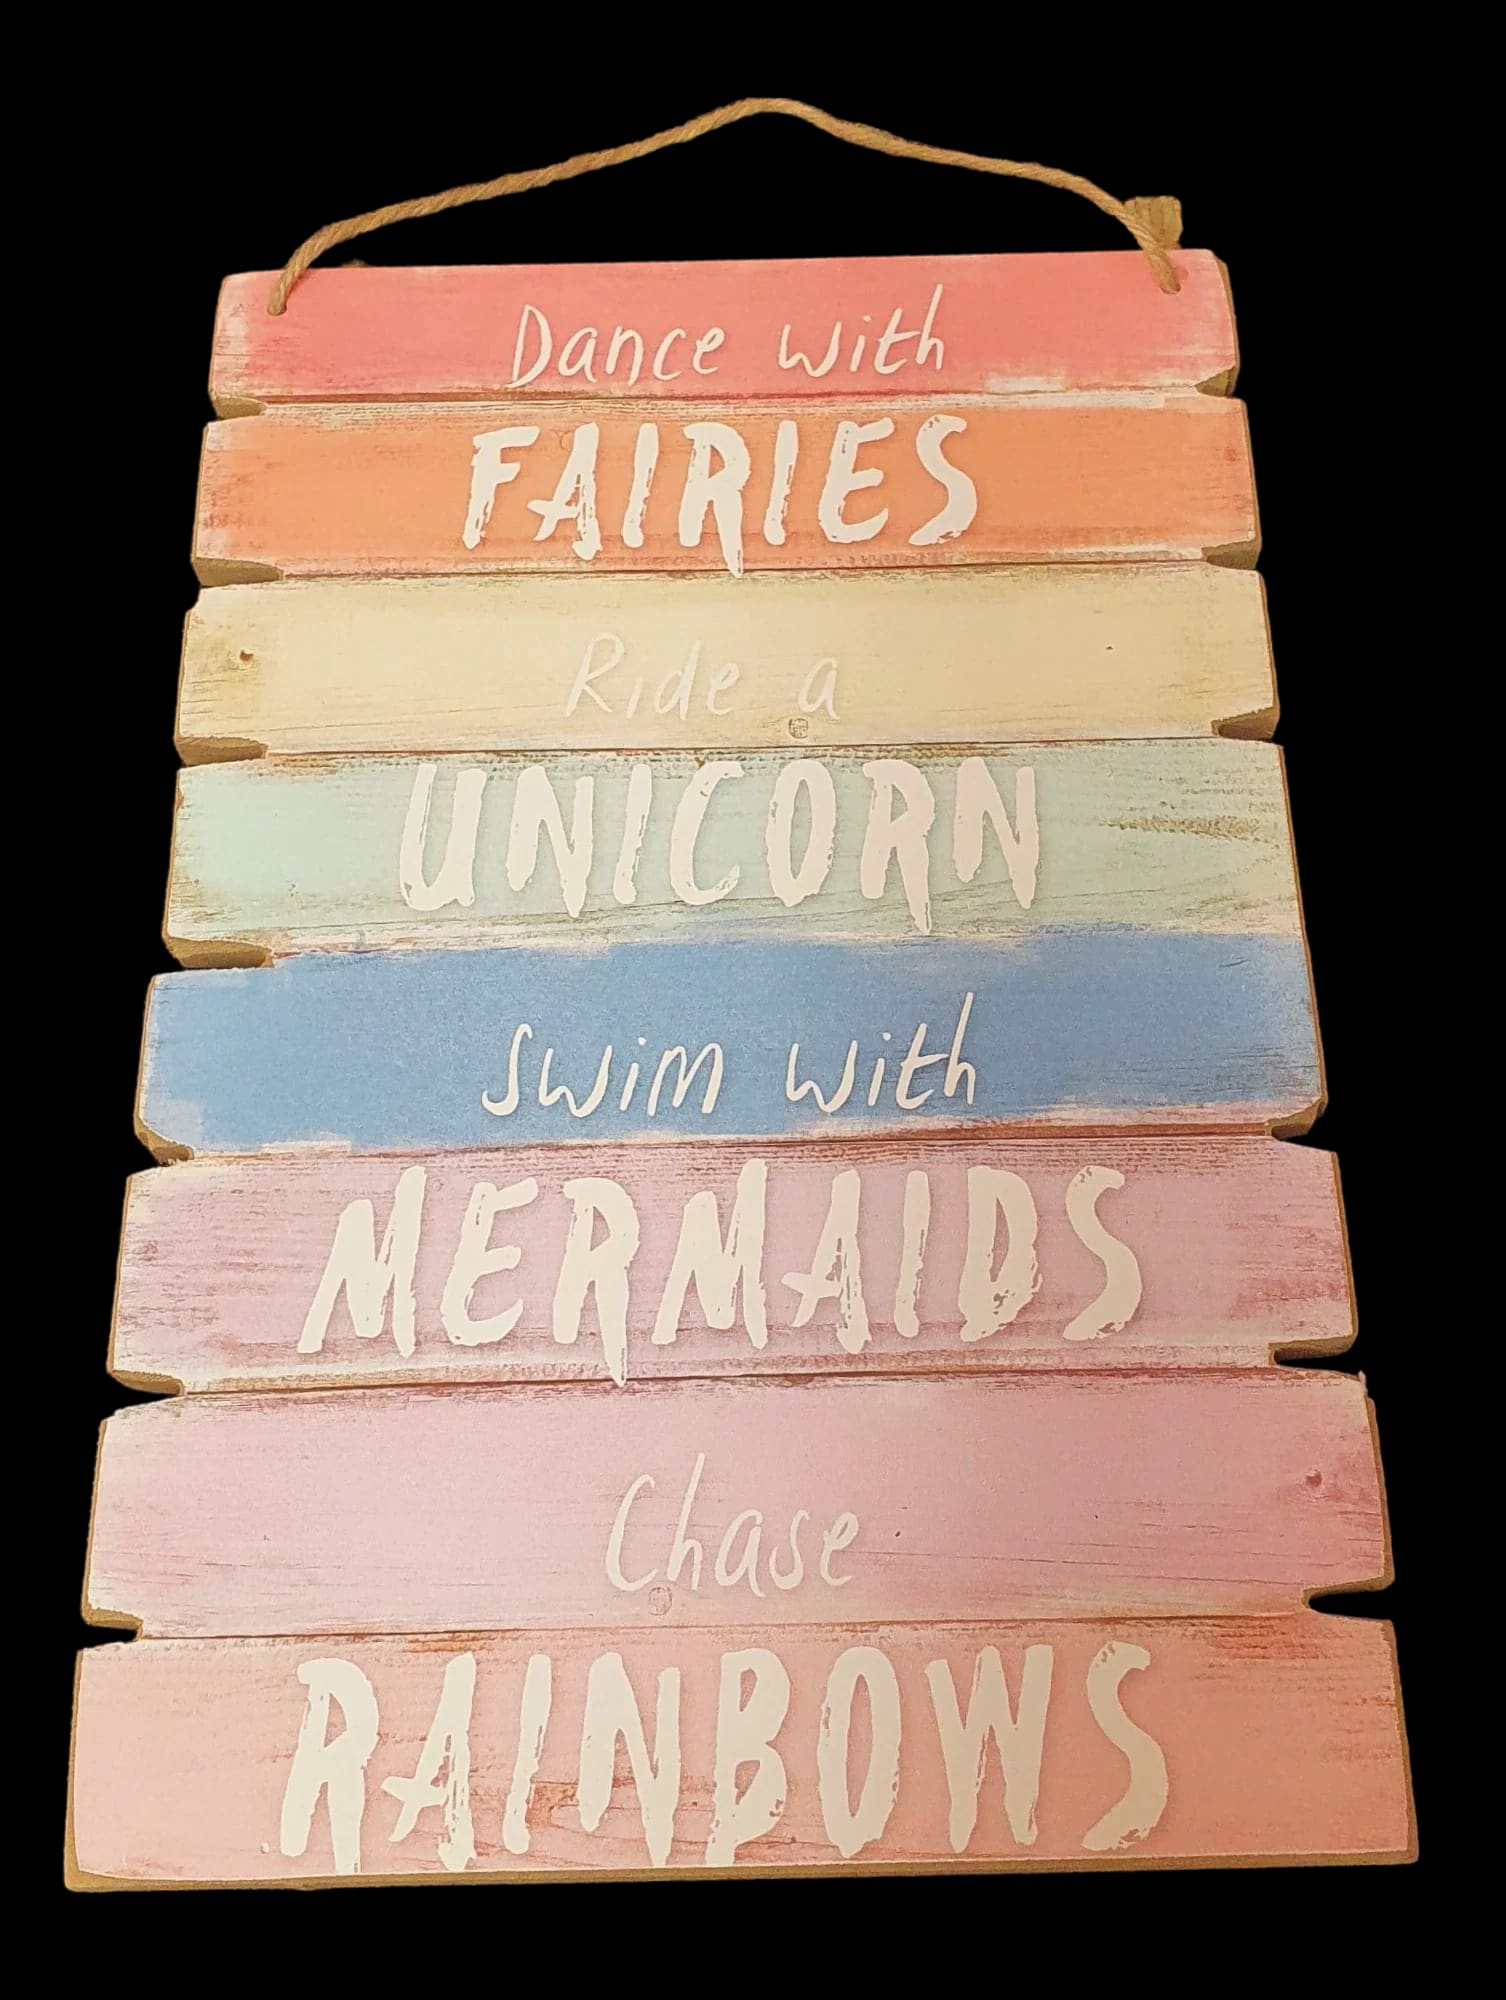 Dance with
FAIRIES
Ride a
UNICORN
Swim with
MERMAIDS
Chase
RAINBOWS